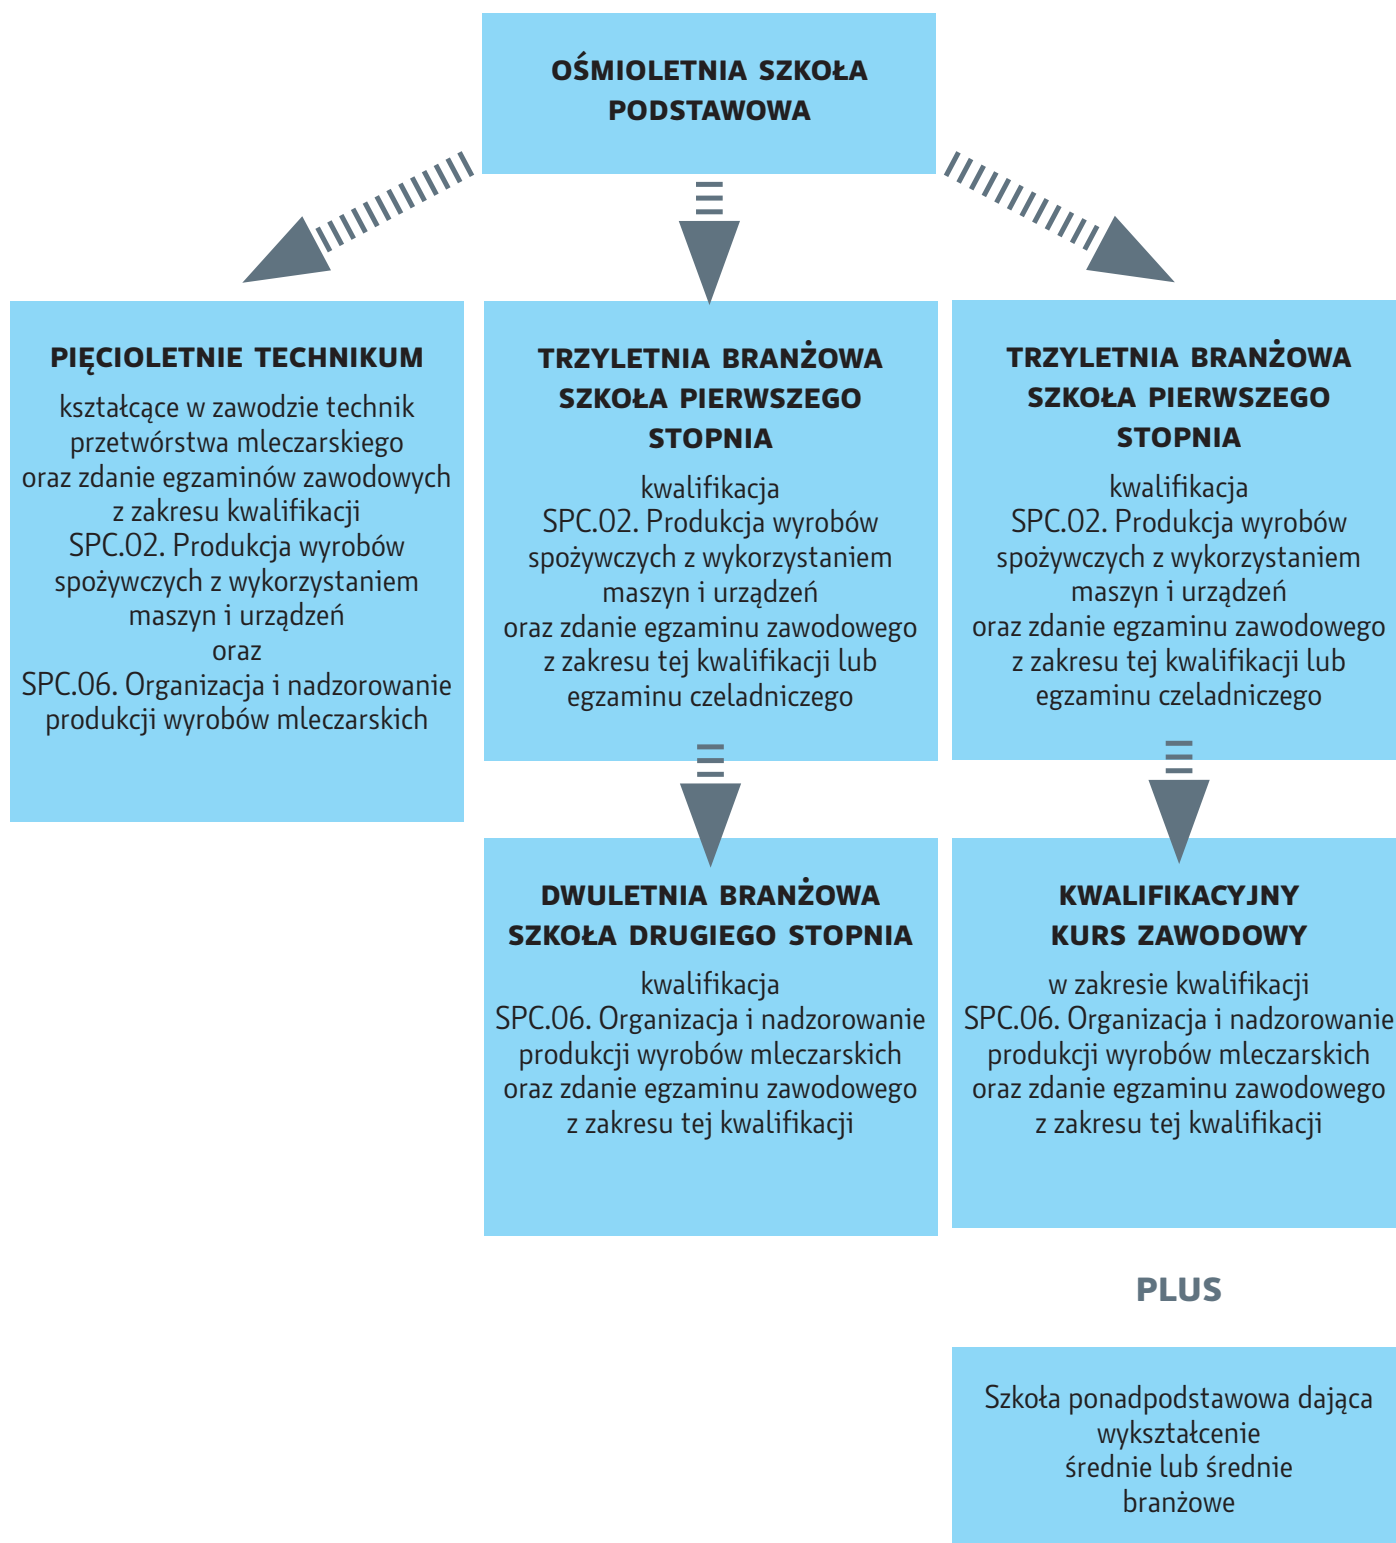 OŚMIOLETNIA SZKOŁA
PODSTAWOWA
PIĘCIOLETNIE TECHNIKUM
kształcące w zawodzie technik
przetwórstwa mleczarskiego
oraz zdanie egzaminów zawodowych
z zakresu kwalifikacji
SPC.02. Produkcja wyrobów
spożywczych z wykorzystaniem
maszyn i urządzeń
oraz
SPC.06. Organizacja i nadzorowanie
produkcji wyrobów mleczarskich
TRZYLETNIA BRANŻOWA
SZKOŁA PIERWSZEGO
STOPNIA
kwalifikacja
SPC.02. Produkcja wyrobów
spożywczych z wykorzystaniem
maszyn i urządzeń
oraz zdanie egzaminu zawodowego
z zakresu tej kwalifikacji lub
egzaminu czeladniczego
TRZYLETNIA BRANŻOWA
SZKOŁA PIERWSZEGO
STOPNIA
kwalifikacja
SPC.02. Produkcja wyrobów
spożywczych z wykorzystaniem
maszyn i urządzeń
oraz zdanie egzaminu zawodowego
z zakresu tej kwalifikacji lub
egzaminu czeladniczego
DWULETNIA BRANŻOWA
SZKOŁA DRUGIEGO STOPNIA
kwalifikacja
SPC.06. Organizacja i nadzorowanie
produkcji wyrobów mleczarskich
oraz zdanie egzaminu zawodowego
z zakresu tej kwalifikacji
KWALIFIKACYJNY
KURS ZAWODOWY
w zakresie kwalifikacji
SPC.06. Organizacja i nadzorowanie
produkcji wyrobów mleczarskich
oraz zdanie egzaminu zawodowego
z zakresu tej kwalifikacji
PLUS
Szkoła ponadpodstawowa dająca
wykształcenie
średnie lub średnie
branżowe